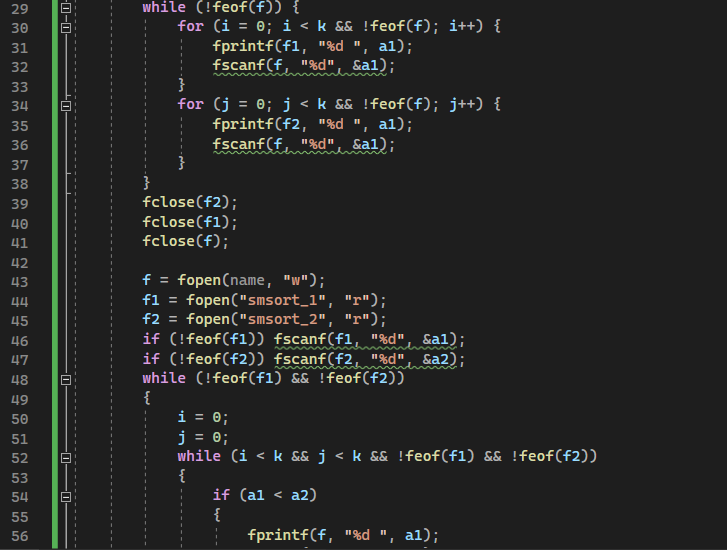 29 while (!feof(f)) {
30 for (i = 0; i < k && !feof(f); i++) {
31 fprintf(f1, "%d ", a1);
32 fscanf(f, "%d", &a1);
33 }
34 for (j = 0; j < k && !feof(f); j++) {
35 fprintf(f2, "%d ", a1);
36 fscanf(f, "%d", &a1);
37 }
38 }
39 fclose(f2);
40 fclose(f1);
41 fclose(f);
42
43 f = fopen(name, "w");
44 f1 = fopen("smsort_1", "r");
45 f2 = fopen("smsort_2", "r");
46 if (!feof(f1)) fscanf(f1, "%d", &a1);
47 if (!feof(f2)) fscanf(f2, "%d", &a2);
48 while (!feof(f1) && !feof(f2))
49 {
50 i = 0;
51 j = 0;
52 while (i < k && j < k && !feof(f1) && !feof(f2))
53 {
54 if (a1 < a2)
55 {
56 fprintf(f, "%d ", a1);